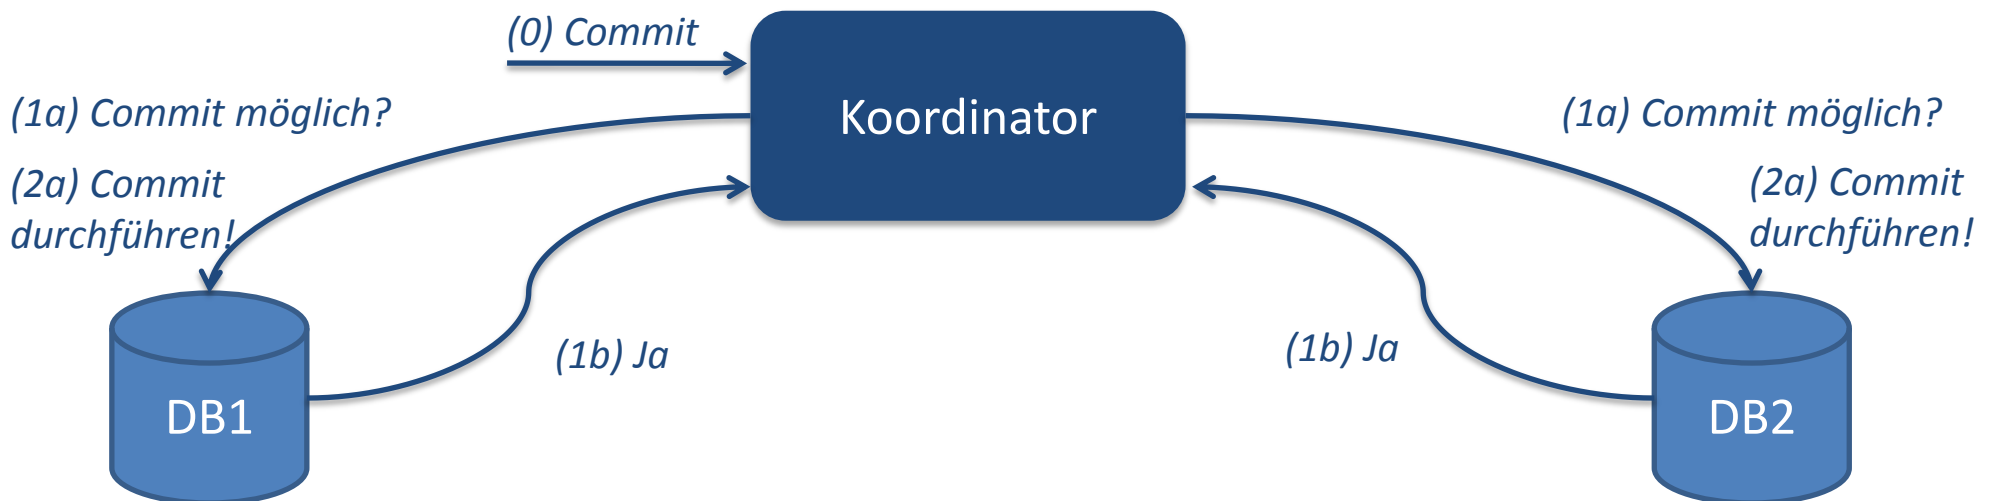 (0) Commit
Koordinator
(1a) Commit möglich?
(2a) Commit
durchführen!
(1a) Commit möglich?
(2a) Commit
durchführen!
(1b) Ja
(1b) Ja
DB1
DB2